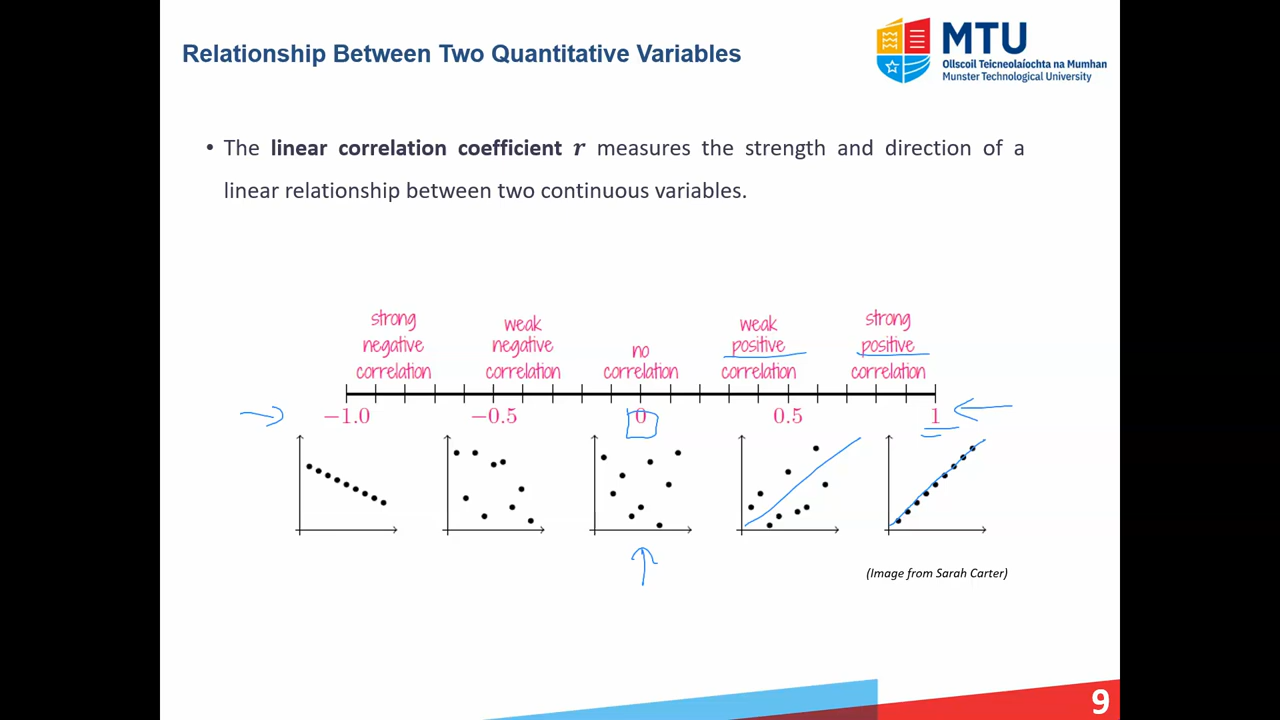 Relationship Between Two Quantitative Variables
MTU
Ollscoil Teicneolaíochta na Mumhan
Munster Technological University
• The linear correlation coefficient r measures the strength and direction of a
linear relationship between two continuous variables.
strong negative correlation
weak negative correlation
no correlation
weak positive correlation
strong positive correlation
−1.0 −0.5 0 0.5 1
(Image from Sarah Carter)
9